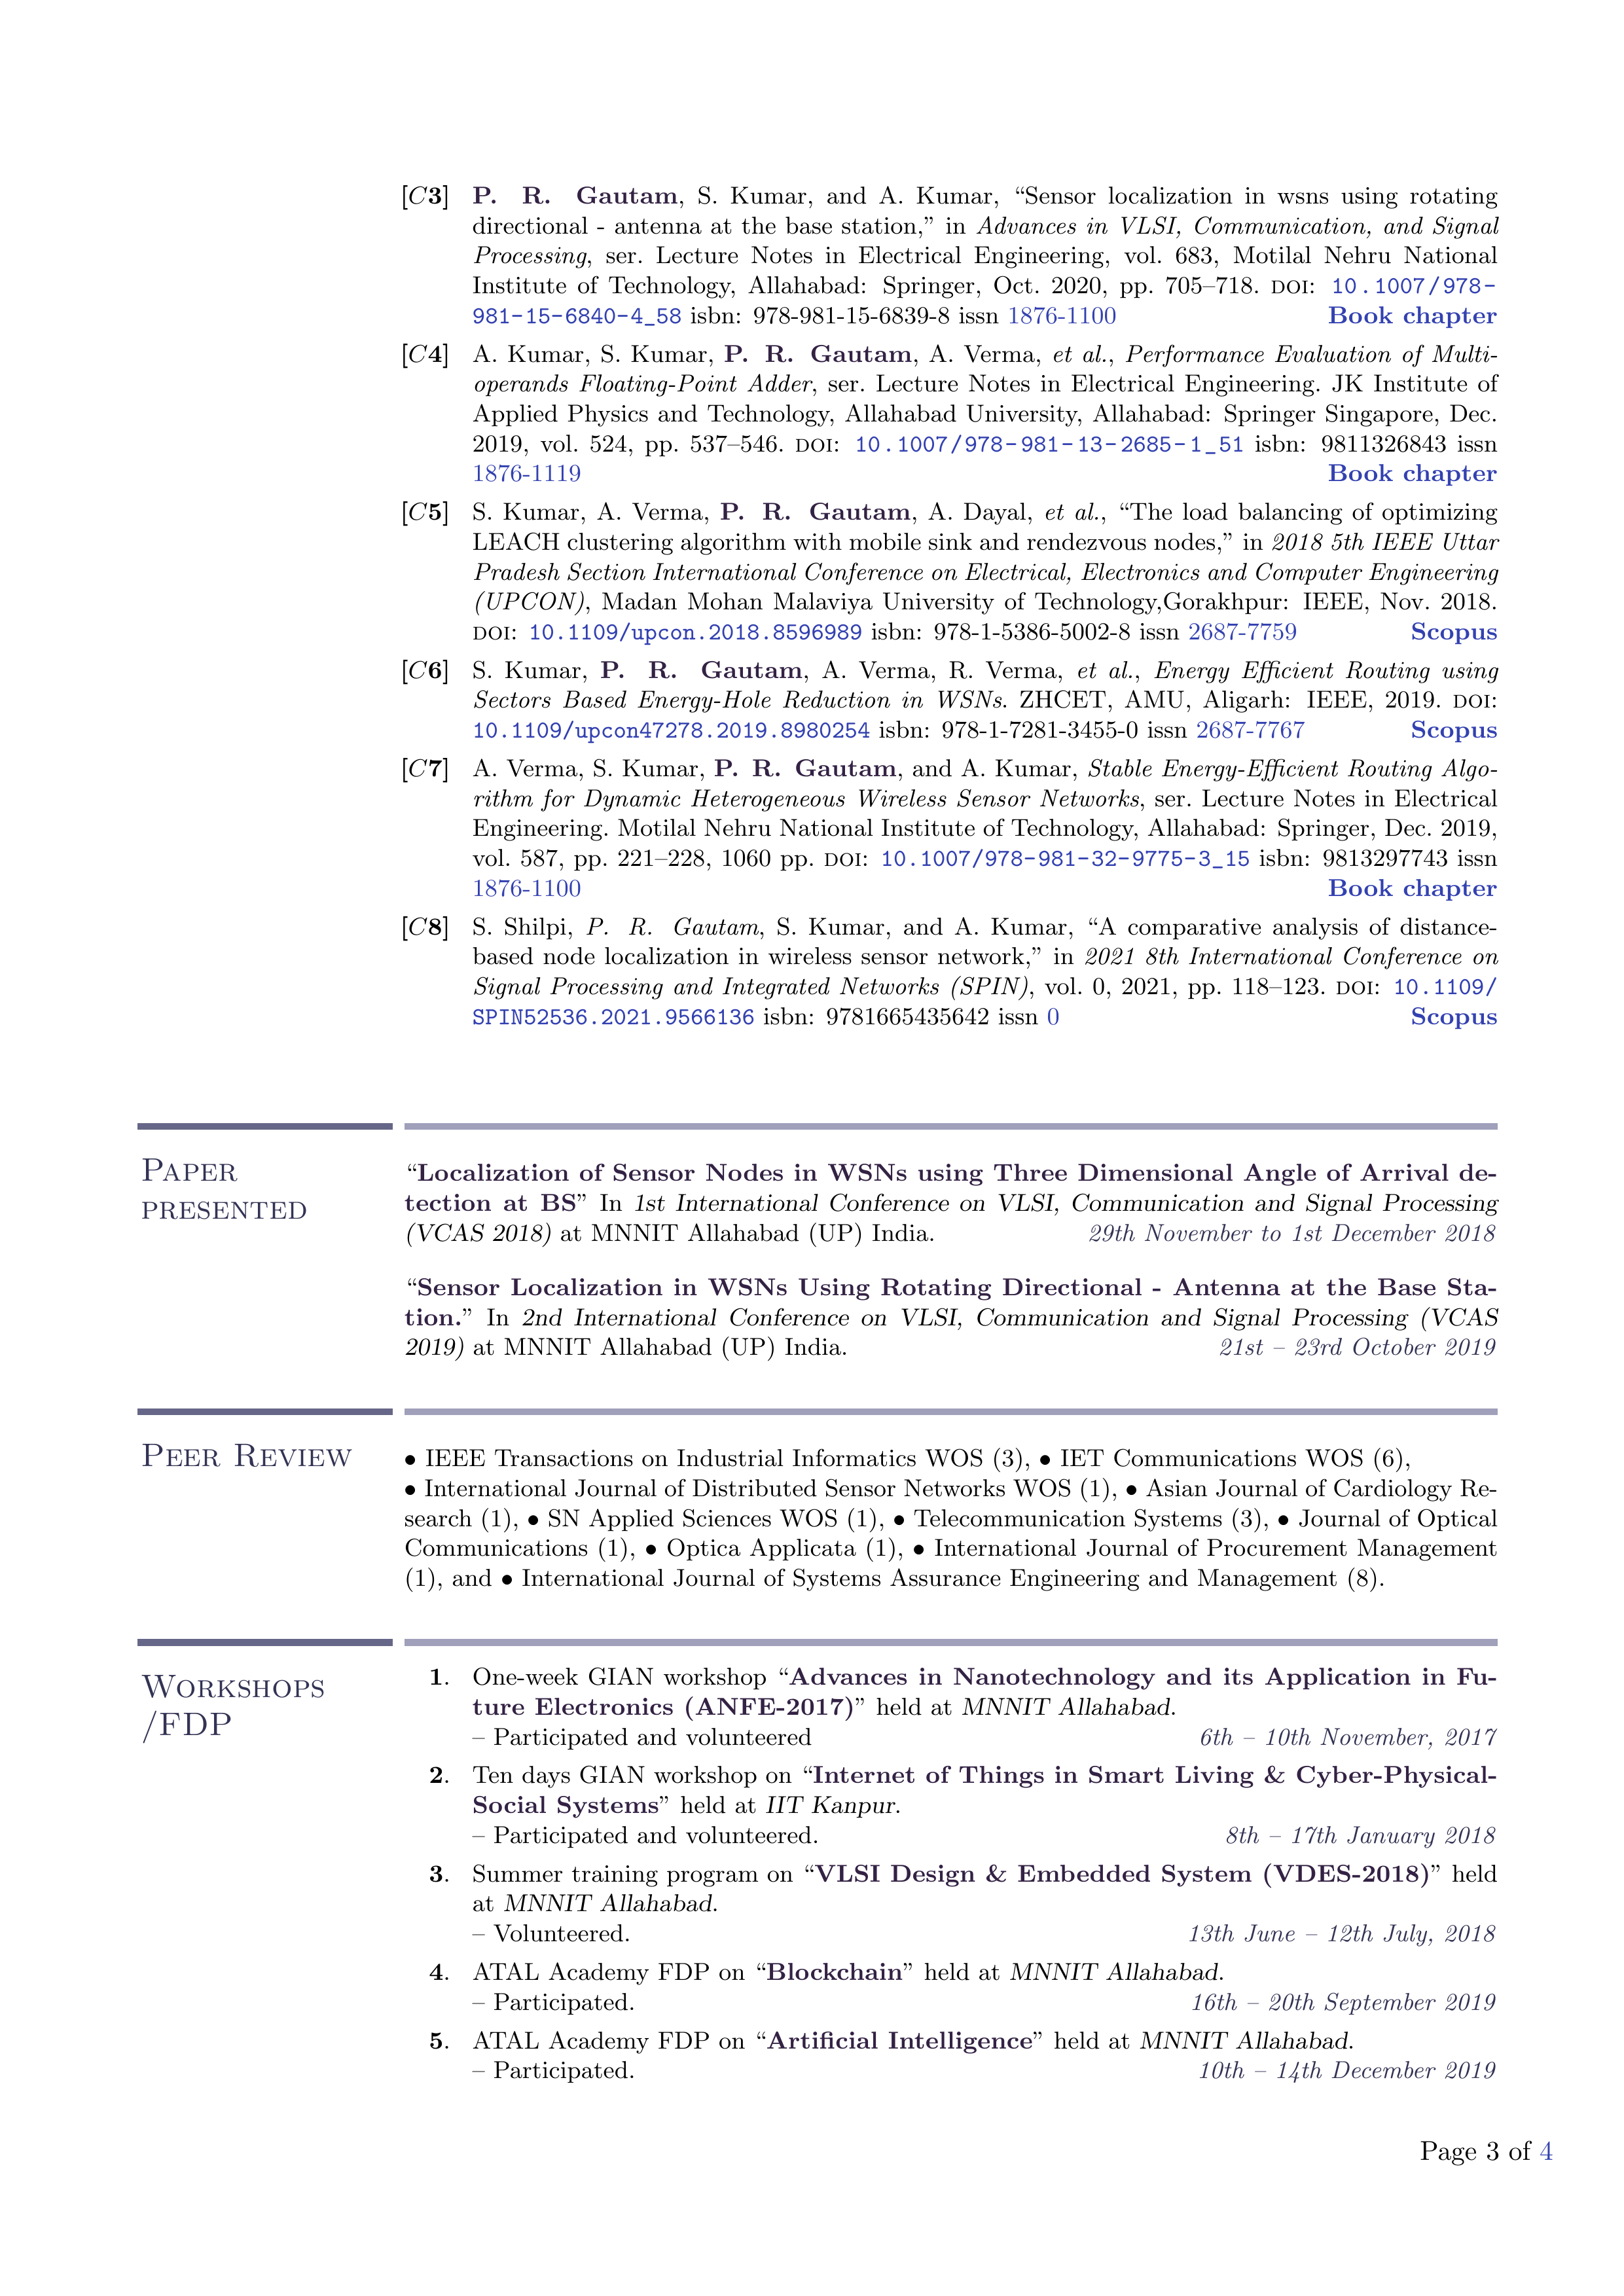 [C3] P. R. Gautam, S. Kumar, and A. Kumar, “Sensor localization in wsns using rotating
directional - antenna at the base station,” in Advances in VLSI, Communication, and Signal
Processing, ser. Lecture Notes in Electrical Engineering, vol. 683, Motilal Nehru National
Institute of Technology, Allahabad: Springer, Oct. 2020, pp. 705–718. DOI: 10.1007/978-
981-15-6840-4_58 isbn: 978-981-15-6839-8 issn 1876-1100 Book chapter
[C4] A. Kumar, S. Kumar, P. R. Gautam, A. Verma, et al., Performance Evaluation of Multi-
operands Floating-Point Adder, ser. Lecture Notes in Electrical Engineering. JK Institute of
Applied Physics and Technology, Allahabad University, Allahabad: Springer Singapore, Dec.
2019, vol. 524, pp. 537–546. DOI: 10.1007/978-981-13-2685-1_51 isbn: 9811326843 issn
1876-1119 Book chapter
[C5] S. Kumar, A. Verma, P. R. Gautam, A. Dayal, et al., “The load balancing of optimizing
LEACH clustering algorithm with mobile sink and rendezvous nodes,” in 2018 5th IEEE Uttar
Pradesh Section International Conference on Electrical, Electronics and Computer Engineering
(UPCON), Madan Mohan Malaviya University of Technology,Gorakhpur: IEEE, Nov. 2018.
DOI: 10.1109/upcon.2018.8596989 isbn: 978-1-5386-5002-8 issn 2687-7759 Scopus
[C6] S. Kumar, P. R. Gautam, A. Verma, R. Verma, et al., Energy Efficient Routing using
Sectors Based Energy-Hole Reduction in WSNs. ZHCET, AMU, Aligarh: IEEE, 2019. DOI:
10.1109/upcon47278.2019.8980254 isbn: 978-1-7281-3455-0 issn 2687-7767 Scopus
[C7] A. Verma, S. Kumar, P. R. Gautam, and A. Kumar, Stable Energy-Efficient Routing Algo-
rithm for Dynamic Heterogeneous Wireless Sensor Networks, ser. Lecture Notes in Electrical
Engineering. Motilal Nehru National Institute of Technology, Allahabad: Springer, Dec. 2019,
vol. 587, pp. 221–228, 1060 pp. DOI: 10.1007/978-981-32-9775-3_15 isbn: 9813297743 issn
1876-1100 Book chapter
[C8] S. Shilpi, P. R. Gautam, S. Kumar, and A. Kumar, “A comparative analysis of distance-
based node localization in wireless sensor network,” in 2021 8th International Conference on
Signal Processing and Integrated Networks (SPIN), vol. 0, 2021, pp. 118–123. DOI: 10.1109/
SPIN52536.2021.9566136 isbn: 9781665435642 issn 0 Scopus
Paper
presented
“Localization of Sensor Nodes in WSNs using Three Dimensional Angle of Arrival de-
tection at BS” In 1st International Conference on VLSI, Communication and Signal Processing
(VCAS 2018) at MNNIT Allahabad (UP) India. 29th November to 1st December 2018
“Sensor Localization in WSNs Using Rotating Directional - Antenna at the Base Sta-
tion.” In 2nd International Conference on VLSI, Communication and Signal Processing (VCAS
2019) at MNNIT Allahabad (UP) India. 21st – 23rd October 2019
Peer Review
• IEEE Transactions on Industrial Informatics WOS (3), • IET Communications WOS (6),
• International Journal of Distributed Sensor Networks WOS (1), • Asian Journal of Cardiology Re-
search (1), • SN Applied Sciences WOS (1), • Telecommunication Systems (3), • Journal of Optical
Communications (1), • Optica Applicata (1), • International Journal of Procurement Management
(1), and • International Journal of Systems Assurance Engineering and Management (8).
Workshops
/FDP
1. One-week GIAN workshop “Advances in Nanotechnology and its Application in Fu-
ture Electronics (ANFE-2017)” held at MNNIT Allahabad.
– Participated and volunteered 6th – 10th November, 2017
2. Ten days GIAN workshop on “Internet of Things in Smart Living & Cyber-Physical-
Social Systems” held at IIT Kanpur.
– Participated and volunteered. 8th – 17th January 2018
3. Summer training program on “VLSI Design & Embedded System (VDES-2018)” held
at MNNIT Allahabad.
– Volunteered. 13th June – 12th July, 2018
4. ATAL Academy FDP on “Blockchain” held at MNNIT Allahabad.
– Participated. 16th – 20th September 2019
5. ATAL Academy FDP on “Artificial Intelligence” held at MNNIT Allahabad.
– Participated. 10th – 14th December 2019
Page 3 of 4